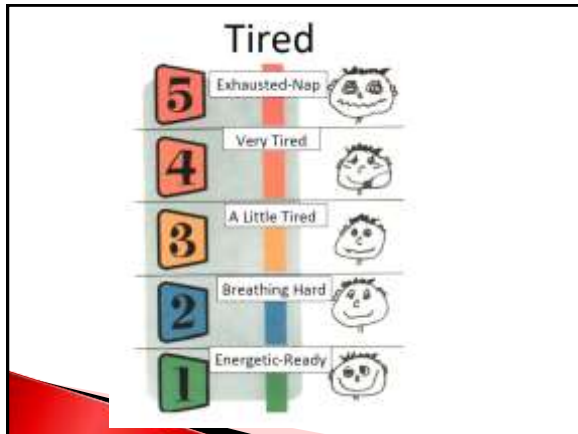 Tired
5 Exhausted-Nap
4 Very Tired
3 A Little Tired
2 Breathing Hard
1 Energetic-Ready